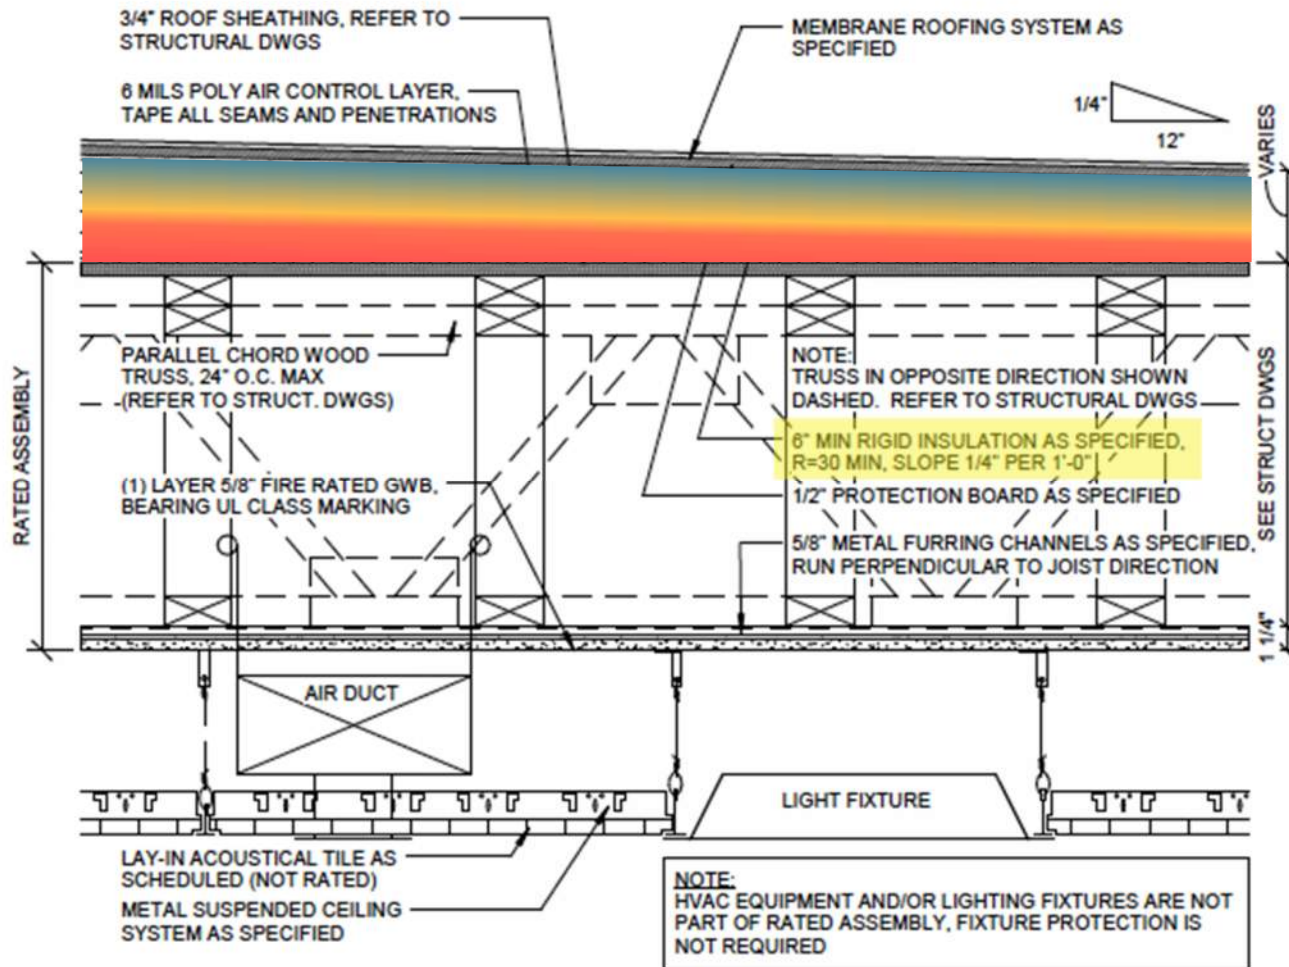 3/4" ROOF SHEATHING, REFER TO
STRUCTURAL DWGS
MEMBRANE ROOFING SYSTEM AS
SPECIFIED
6 MILS POLY AIR CONTROL LAYER,
TAPE ALL SEAMS AND PENETRATIONS
1/4"
12"
VARIES
RATED ASSEMBLY
PARALLEL CHORD WOOD
TRUSS, 24" O.C. MAX
(REFER TO STRUCT. DWGS)
NOTE:
TRUSS IN OPPOSITE DIRECTION SHOWN
DASHED. REFER TO STRUCTURAL DWGS
6" MIN RIGID INSULATION AS SPECIFIED,
R=30 MIN, SLOPE 1/4" PER 1'-0"
(1) LAYER 5/8" FIRE RATED GWB,
BEARING UL CLASS MARKING
1/2" PROTECTION BOARD AS SPECIFIED
5/8" METAL FURRING CHANNELS AS SPECIFIED,
RUN PERPENDICULAR TO JOIST DIRECTION
SEE STRUCT DWGS
1 1/4"
AIR DUCT
LIGHT FIXTURE
LAY-IN ACOUSTICAL TILE AS
SCHEDULED (NOT RATED)
METAL SUSPENDED CEILING
SYSTEM AS SPECIFIED
NOTE:
HVAC EQUIPMENT AND/OR LIGHTING FIXTURES ARE NOT
PART OF RATED ASSEMBLY, FIXTURE PROTECTION IS
NOT REQUIRED